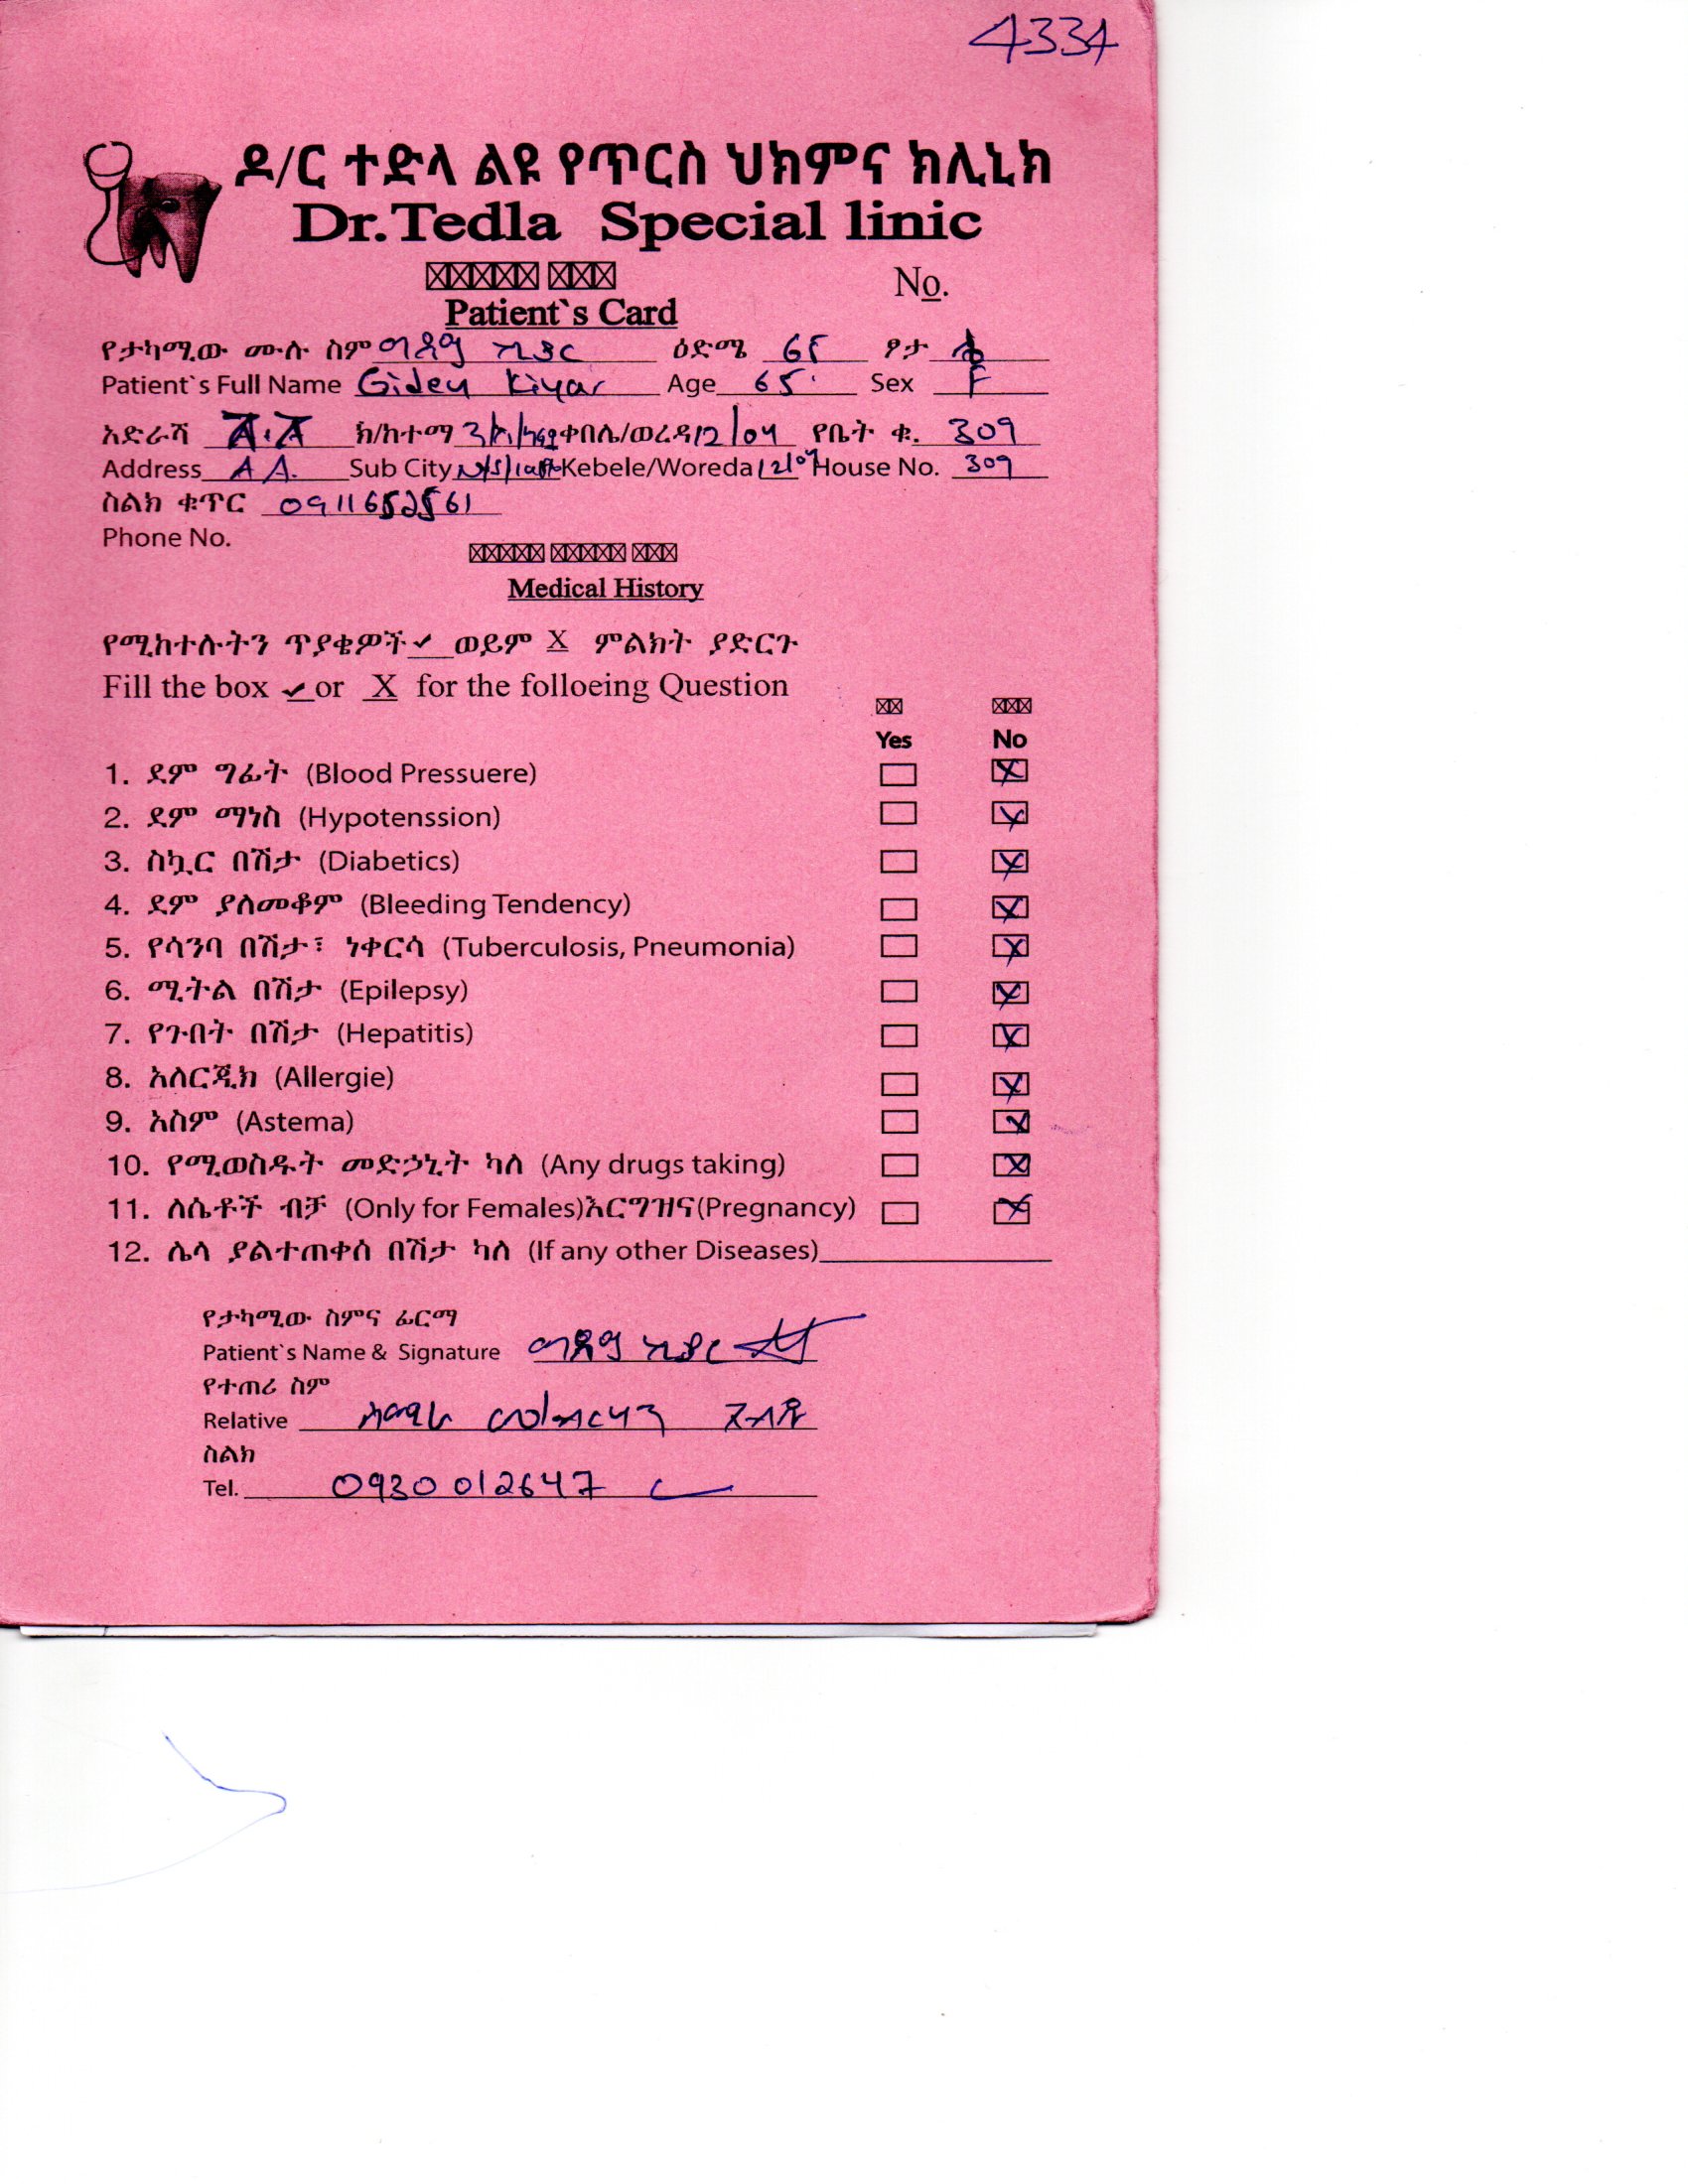 4334
ዶ/ር ተድላ ልዩ የጥርስ ህክምና ክሊኒክ
Dr.Tedla Special linic
No.
Patient`s Card
የታካሚው ሙሉ ስም ግደይ ኪያር ዕድሜ 65 ፆታ ሴ
Patient`s Full Name Gidey Kiyar Age 65 Sex F
አድራሻ አ.አ ክ/ከተማ ቀበሌ/ወረዳ 12/04 የቤት ቁ. 309
Address A A. Sub City Kebele/Woreda 12/04 House No. 309
ስልክ ቁጥር 0911652561
Phone No.
Medical History
የሚከተሉትን ጥያቄዎች ✓ ወይም X ምልክት ያድርጉ
Fill the box ✓ or X for the folloeing Question
Yes No
1. ደም ግፊት (Blood Pressuere)
2. ደም ማነስ (Hypotenssion)
3. ስኳር በሽታ (Diabetics)
4. ደም ያለመቆም (Bleeding Tendency)
5. የሳንባ በሽታ፣ ነቀርሳ (Tuberculosis, Pneumonia)
6. ሚትል በሽታ (Epilepsy)
7. የጉበት በሽታ (Hepatitis)
8. አለርጂክ (Allergie)
9. አስም (Astema)
10. የሚወስዱት መድኃኒት ካለ (Any drugs taking)
11. ለሴቶች ብቻ (Only for Females)እርግዝና(Pregnancy)
12. ሌላ ያልተጠቀሰ በሽታ ካለ (If any other Diseases)
የታካሚው ስምና ፊርማ
Patient`s Name & Signature ግደይ ኪያር
የተጠሪ ስም
Relative
ስልክ
Tel. 0930 012647